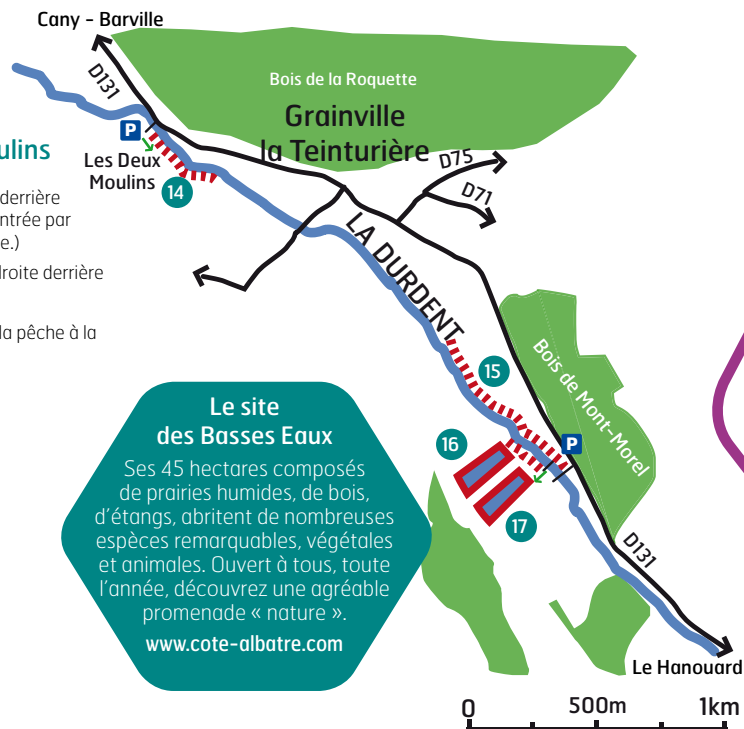 Cany - Barville
D131
Bois de la Roquette
Grainville
la Teinturière
P
ulins
Les Deux
Moulins
14
D75
D71
derrière
ntrée par
e.)
droite derrière
la pêche à la
LA DURDENT
15
Bois de Mont-Morel
P
16
17
Le site
des Basses Eaux
Ses 45 hectares composés
de prairies humides, de bois,
d'étangs, abritent de nombreuses
espèces remarquables, végétales
et animales. Ouvert à tous, toute
l'année, découvrez une agréable
promenade « nature ».
www.cote-albatre.com
D131
Le Hanouard
0 500m 1km